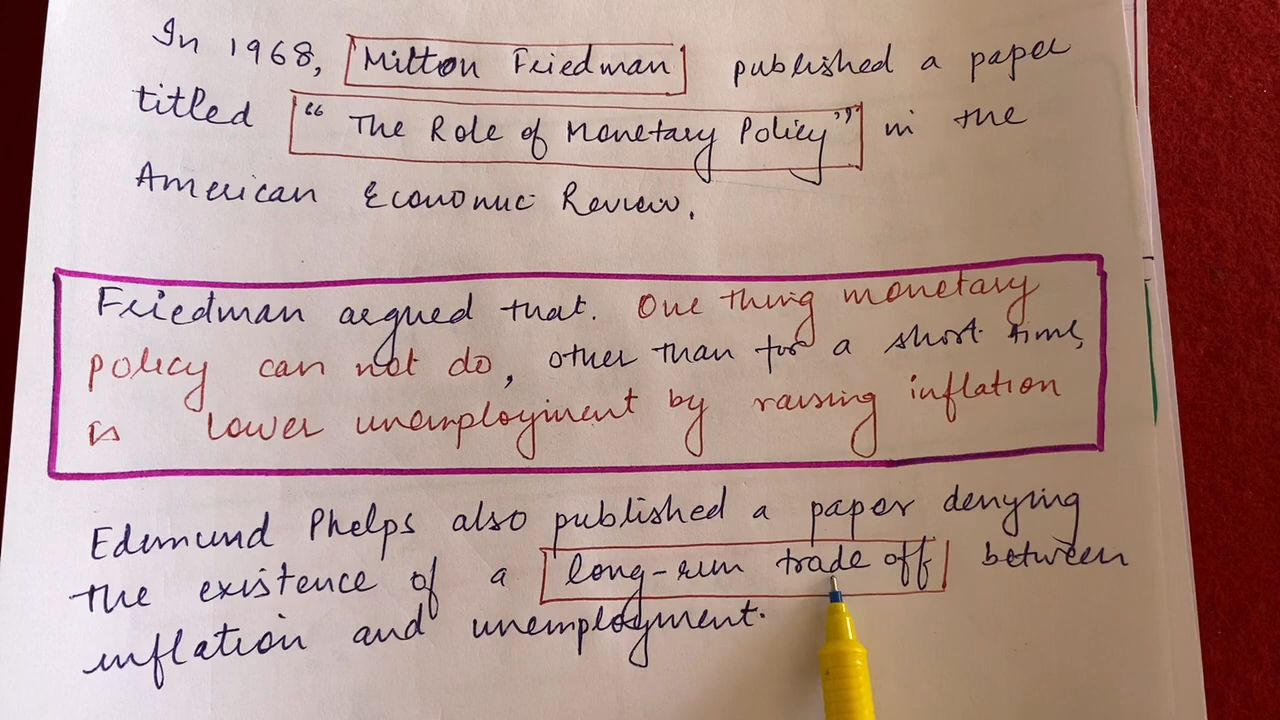 In 1968, Milton Friedman published a paper
titled "The Role of Monetary Policy" in the
American Economic Review.
Friedman argued that. One thing monetary
policy can not do, other than for a short time,
is lower unemployment by raising inflation
Edmund Phelps also published a paper denying
the existence of a long-run trade off between
inflation and unemployment.